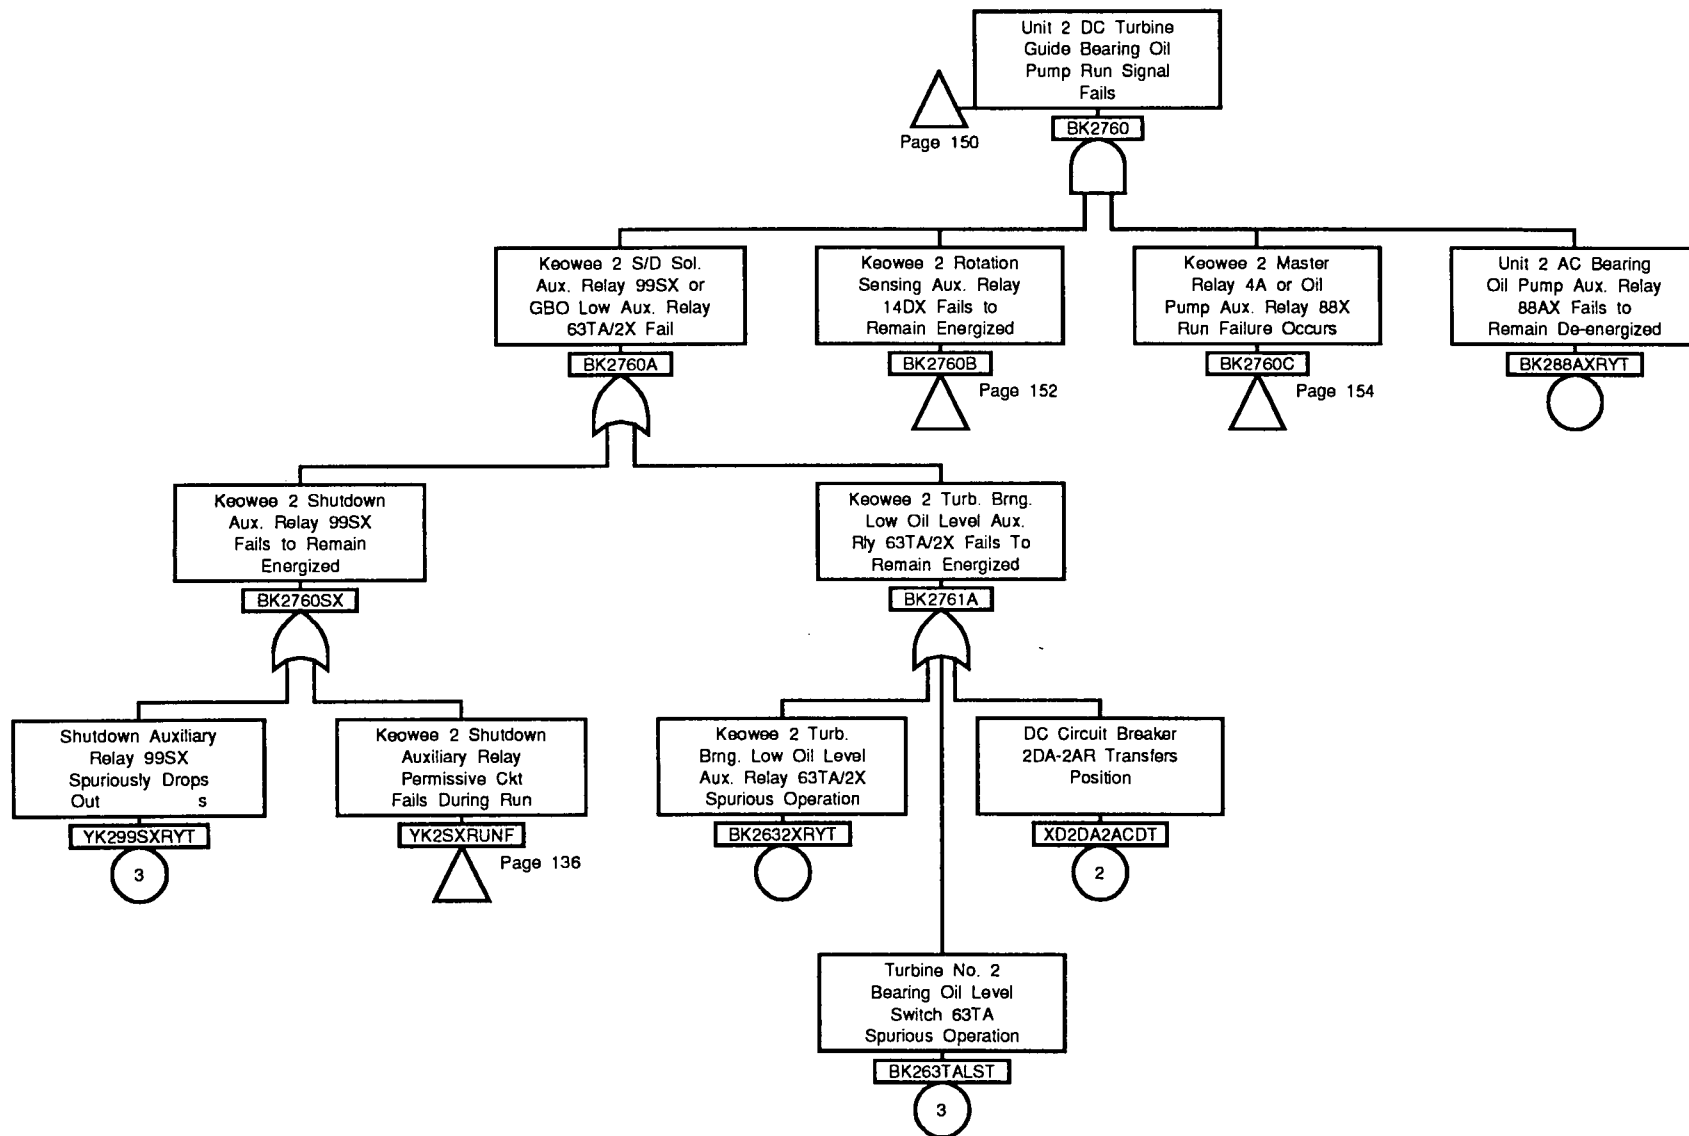 Unit 2 DC Turbine
Guide Bearing Oil
Pump Run Signal
Fails
Page 150
BK2760
Keowee 2 S/D Sol.
Aux. Relay 99SX or
GBO Low Aux. Relay
63TA/2X Fail
BK2760A
Keowee 2 Rotation
Sensing Aux. Relay
14DX Fails to
Remain Energized
BK2760B
Page 152
Keowee 2 Master
Relay 4A or Oil
Pump Aux. Relay 88X
Run Failure Occurs
BK2760C
Page 154
Unit 2 AC Bearing
Oil Pump Aux. Relay
88AX Fails to
Remain De-energized
BK288AXRYT
Keowee 2 Shutdown
Aux. Relay 99SX
Fails to Remain
Energized
BK2760SX
Keowee 2 Turb. Brng.
Low Oil Level Aux.
Rly 63TA/2X Fails To
Remain Energized
BK2761A
Shutdown Auxiliary
Relay 99SX
Spuriously Drops
Out s
YK299SXRYT
3
Keowee 2 Shutdown
Auxiliary Relay
Permissive Ckt
Fails During Run
YK2SXRUNF
Page 136
Keowee 2 Turb.
Brng. Low Oil Level
Aux. Relay 63TA/2X
Spurious Operation
BK2632XRYT
DC Circuit Breaker
2DA-2AR Transfers
Position
XD2DA2ACDT
2
Turbine No. 2
Bearing Oil Level
Switch 63TA
Spurious Operation
BK263TALST
3